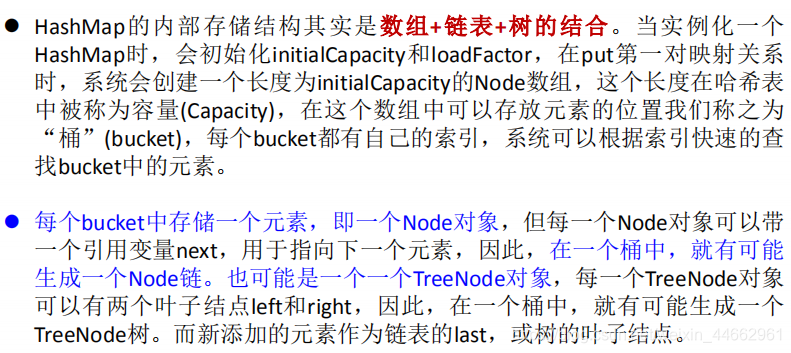 ● HashMap的内部存储结构其实是数组+链表+树的结合。当实例化一个
HashMap时，会初始化initialCapacity和loadFactor，在put第一对映射关系
时，系统会创建一个长度为initialCapacity的Node数组，这个长度在哈希表
中被称为容量(Capacity)，在这个数组中可以存放元素的位置我们称之为
“桶”(bucket)，每个bucket都有自己的索引，系统可以根据索引快速的查
找bucket中的元素。
● 每个bucket中存储一个元素，即一个Node对象，但每一个Node对象可以带
一个引用变量next，用于指向下一个元素，因此，在一个桶中，就有可能
生成一个Node链。也可能是一个一个TreeNode对象，每一个TreeNode对象
可以有两个叶子结点left和right，因此，在一个桶中，就有可能生成一个
TreeNode树。而新添加的元素作为链表的last，或树的叶子结点。